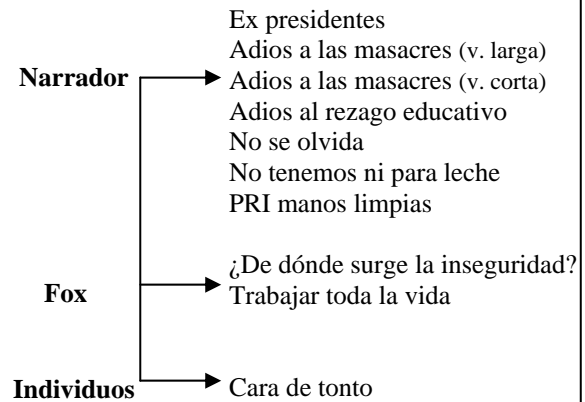 Ex presidentes
Adios a las masacres (v. larga)
Narrador
Adios a las masacres (v. corta)
Adios al rezago educativo
No se olvida
No tenemos ni para leche
PRI manos limpias
¿De dónde surge la inseguridad?
Fox
Trabajar toda la vida
Individuos
Cara de tonto